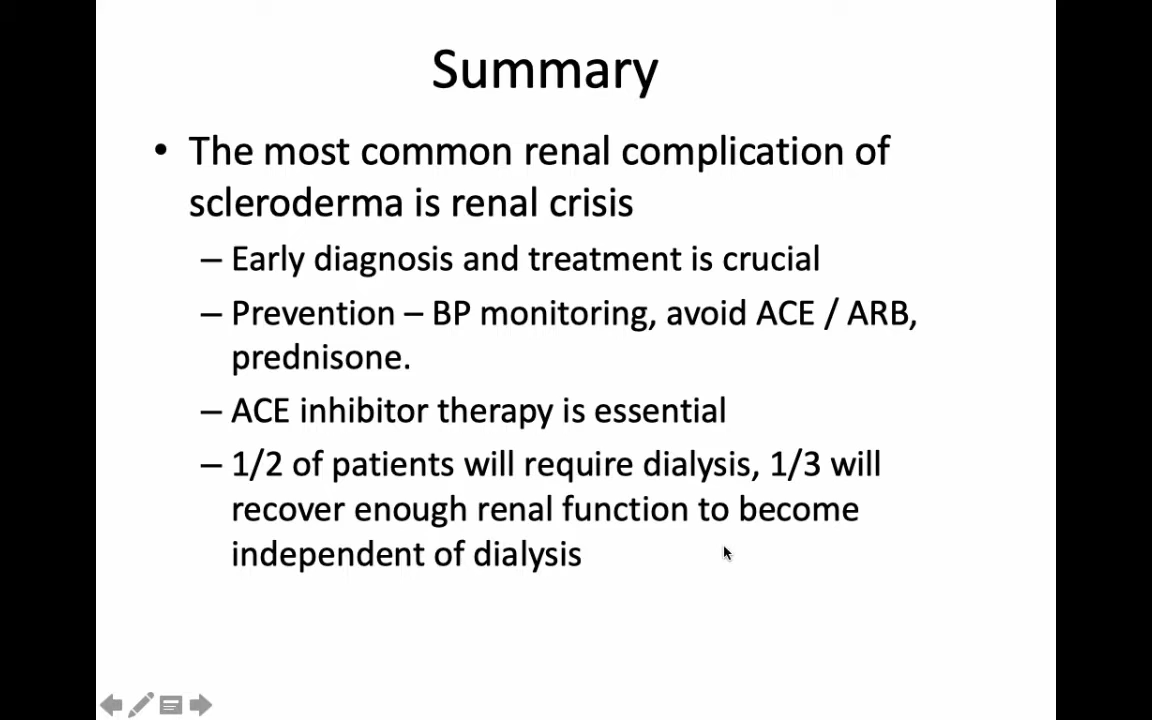 Summary
• The most common renal complication of
scleroderma is renal crisis
– Early diagnosis and treatment is crucial
– Prevention – BP monitoring, avoid ACE / ARB,
prednisone.
– ACE inhibitor therapy is essential
– 1/2 of patients will require dialysis, 1/3 will
recover enough renal function to become
independent of dialysis